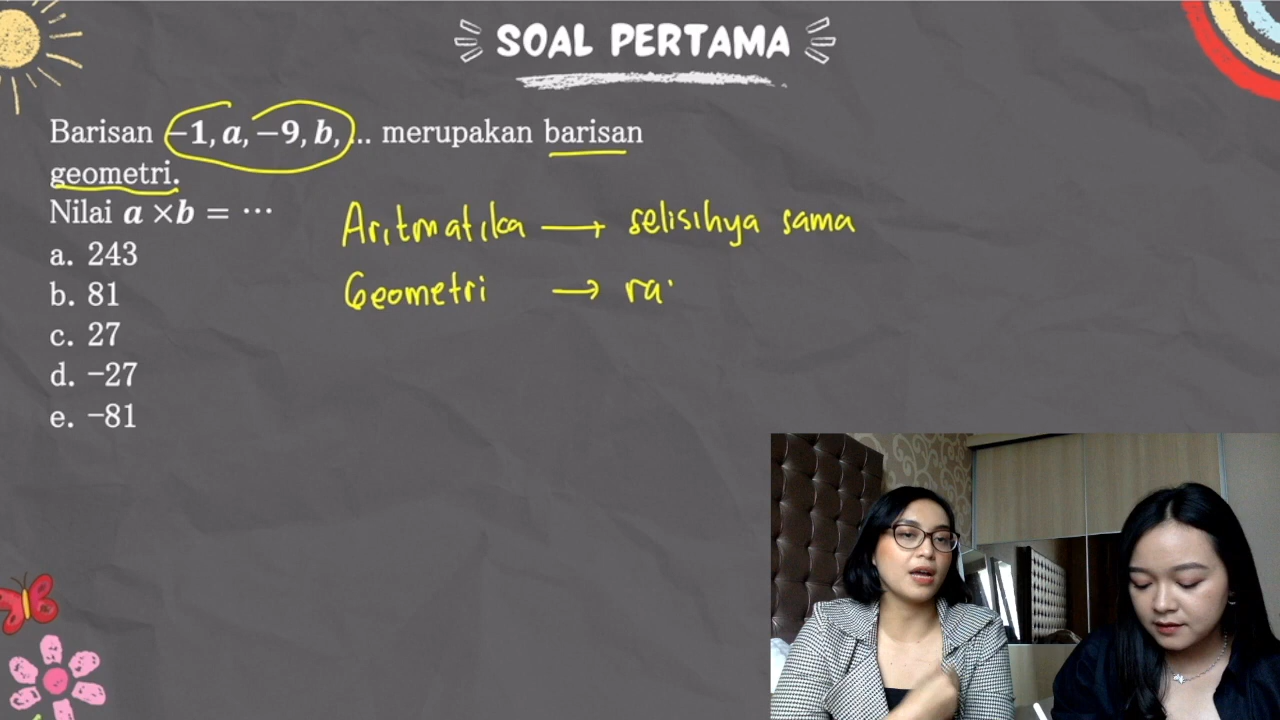 SOAL PERTAMA
Barisan −1, a, −9, b, ... merupakan barisan
geometri.
Nilai a ×b = ⋯
a. 243
b. 81
c. 27
d. −27
e. −81
Aritmatika → selisihya sama
Geometri → ra